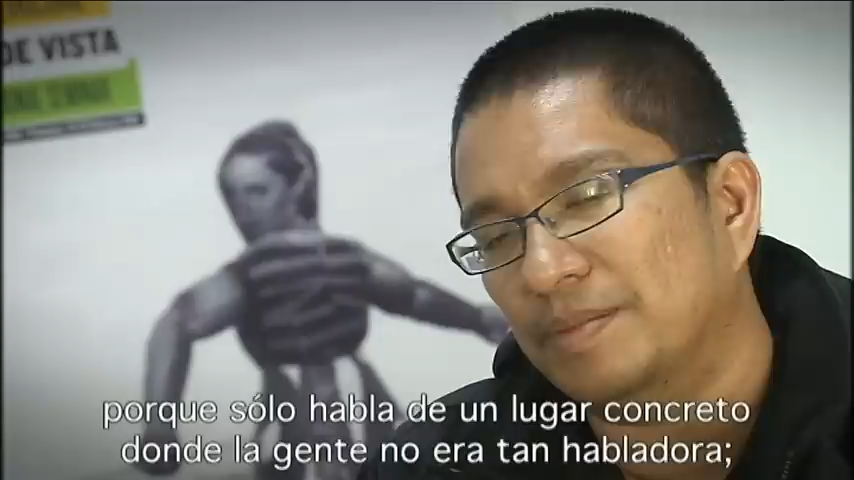 DE VISTA
porque sólo habla de un lugar concreto
donde la gente no era tan habladora;